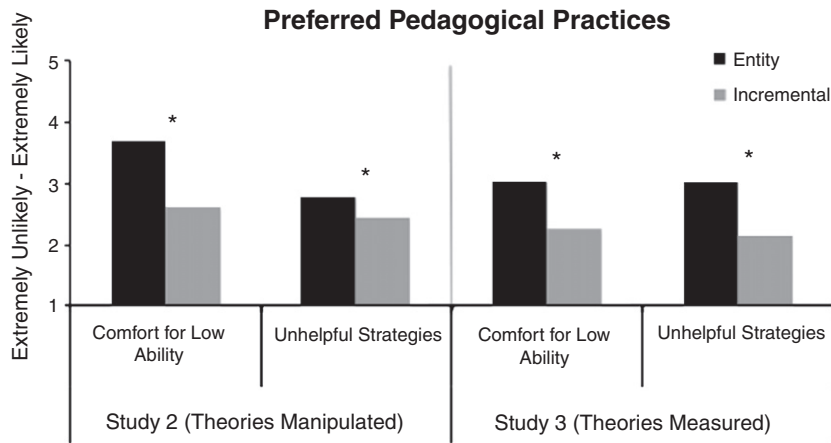 Preferred Pedagogical Practices
Extremely Unlikely - Extremely Likely
5
4
3
2
1
Entity
Incremental
*
*
*
*
Comfort for Low
Ability
Unhelpful Strategies
Comfort for Low
Ability
Unhelpful Strategies
Study 2 (Theories Manipulated)
Study 3 (Theories Measured)